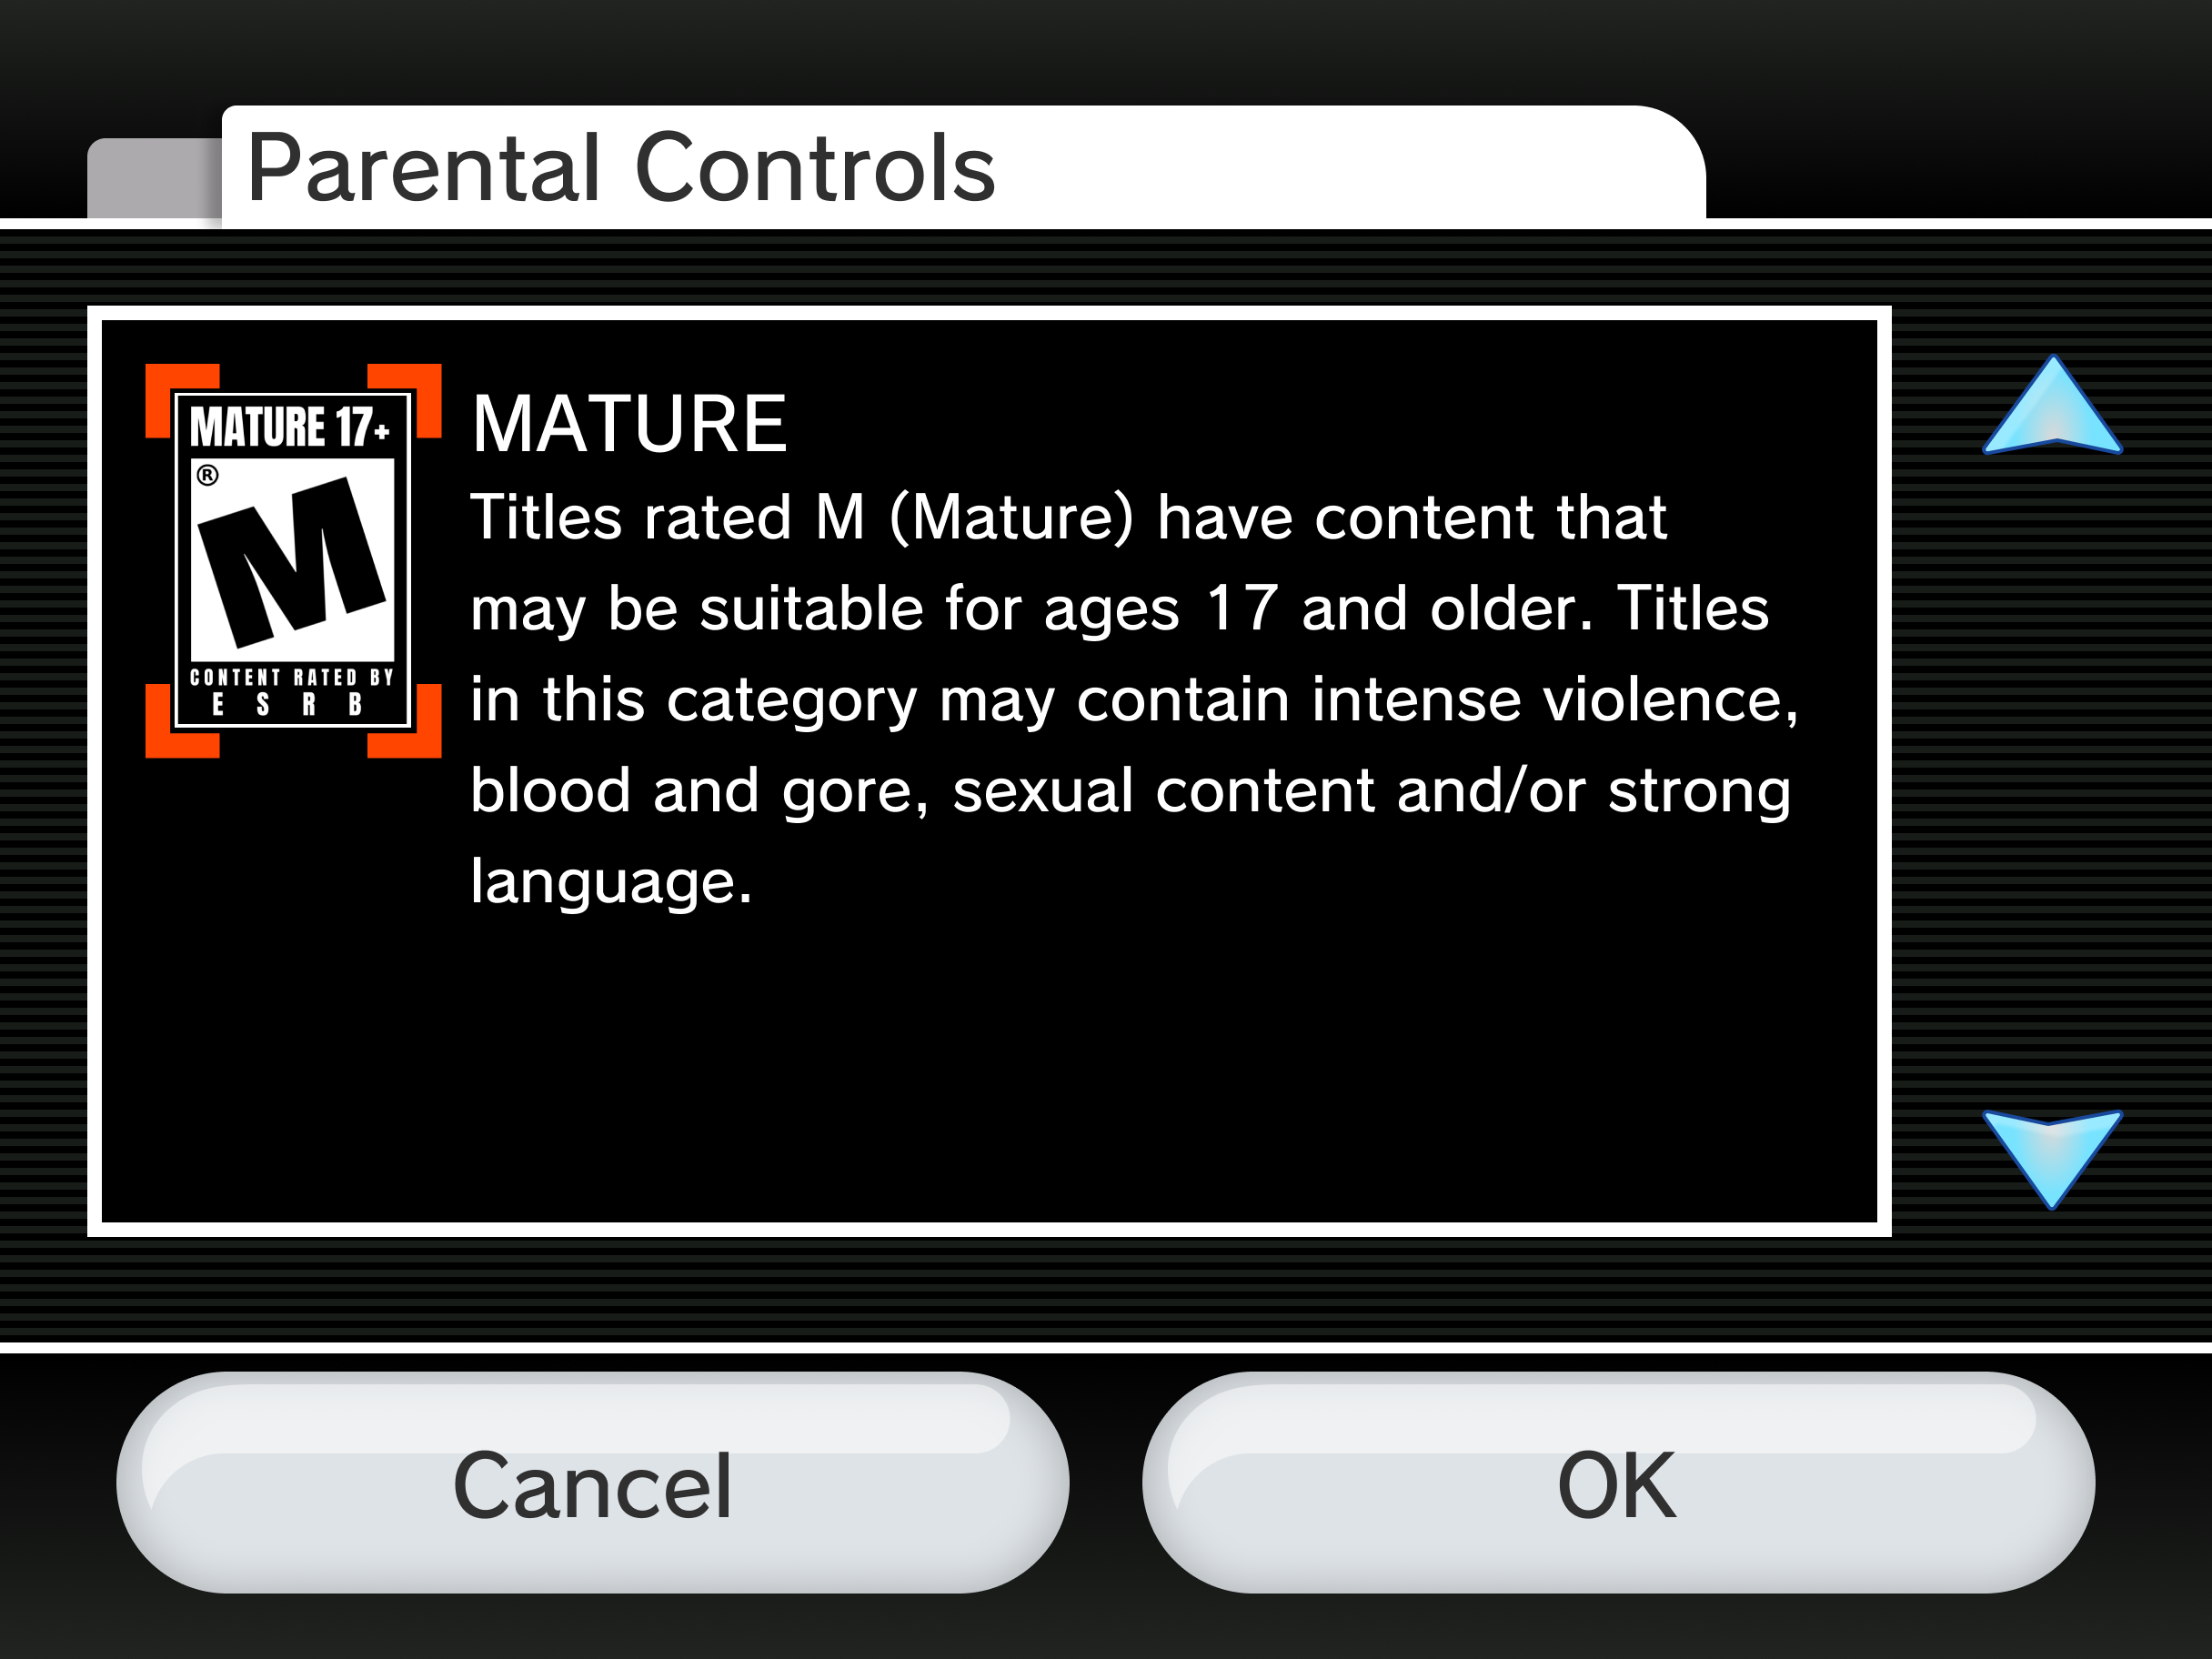 Parental Controls
MATURE 17+
®
M
CONTENT RATED BY
ESRB
MATURE
Titles rated M (Mature) have content that
may be suitable for ages 17 and older. Titles
in this category may contain intense violence,
blood and gore, sexual content and/or strong
language.
Cancel
OK